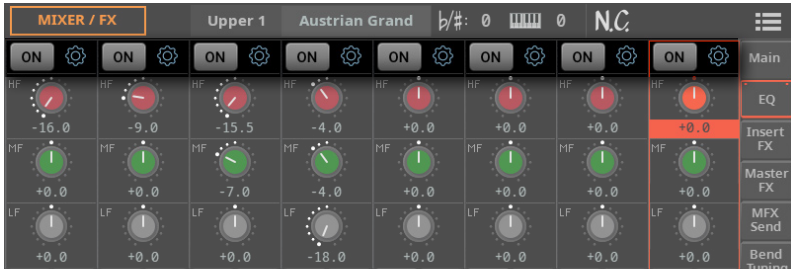 MIXER / FX Upper 1 Austrian Grand b/#: 0 0 N.C.
ON ON ON ON ON ON ON ON Main
HF HF HF HF HF HF HF HF EQ
-16.0 -9.0 -15.5 -4.0 +0.0 +0.0 +0.0 +0.0
Insert
FX
MF MF MF MF MF MF MF MF
+0.0 +0.0 -7.0 -4.0 +0.0 +0.0 +0.0 +0.0
Master
FX
LF LF LF LF LF LF LF LF
MFX
Send
+0.0 +0.0 +0.0 -18.0 +0.0 +0.0 +0.0 +0.0
Bend
Tuning